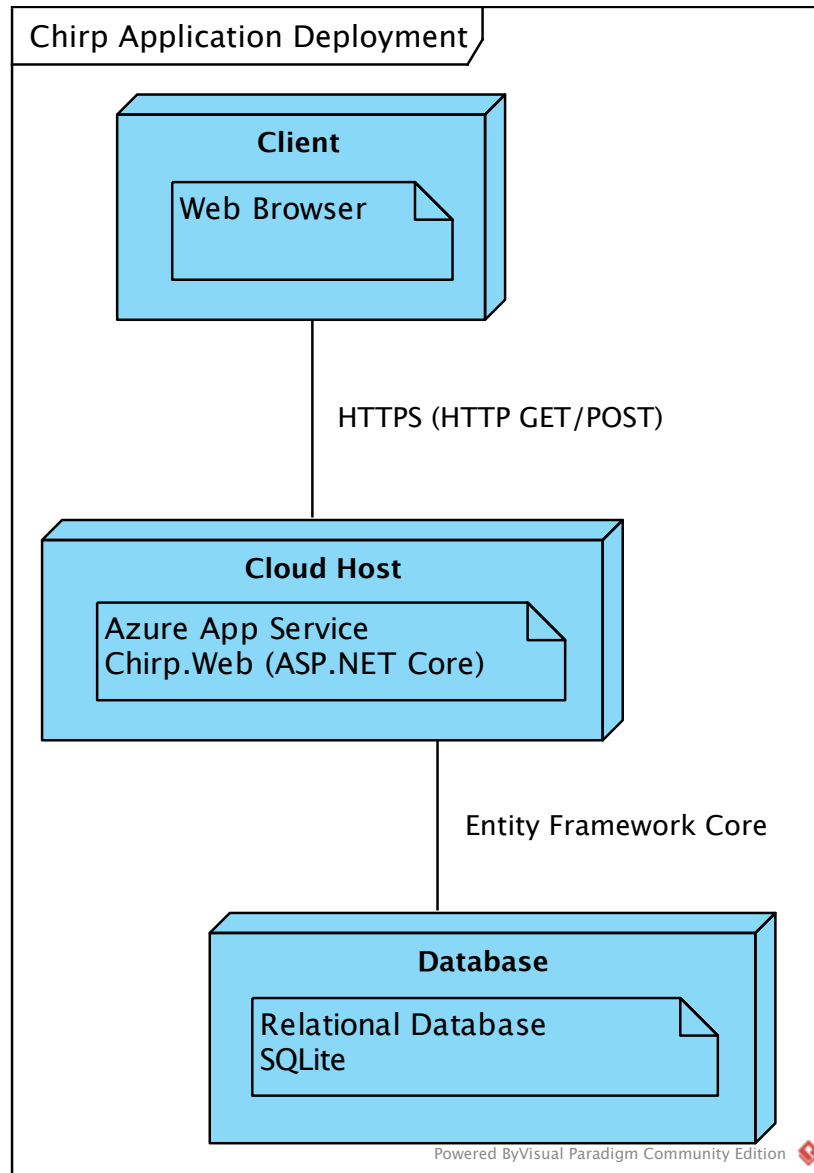 Chirp Application Deployment
Client
Web Browser
HTTPS (HTTP GET/POST)
Cloud Host
Azure App Service
Chirp.Web (ASP.NET Core)
Entity Framework Core
Database
Relational Database
SQLite
Powered ByVisual Paradigm Community Edition